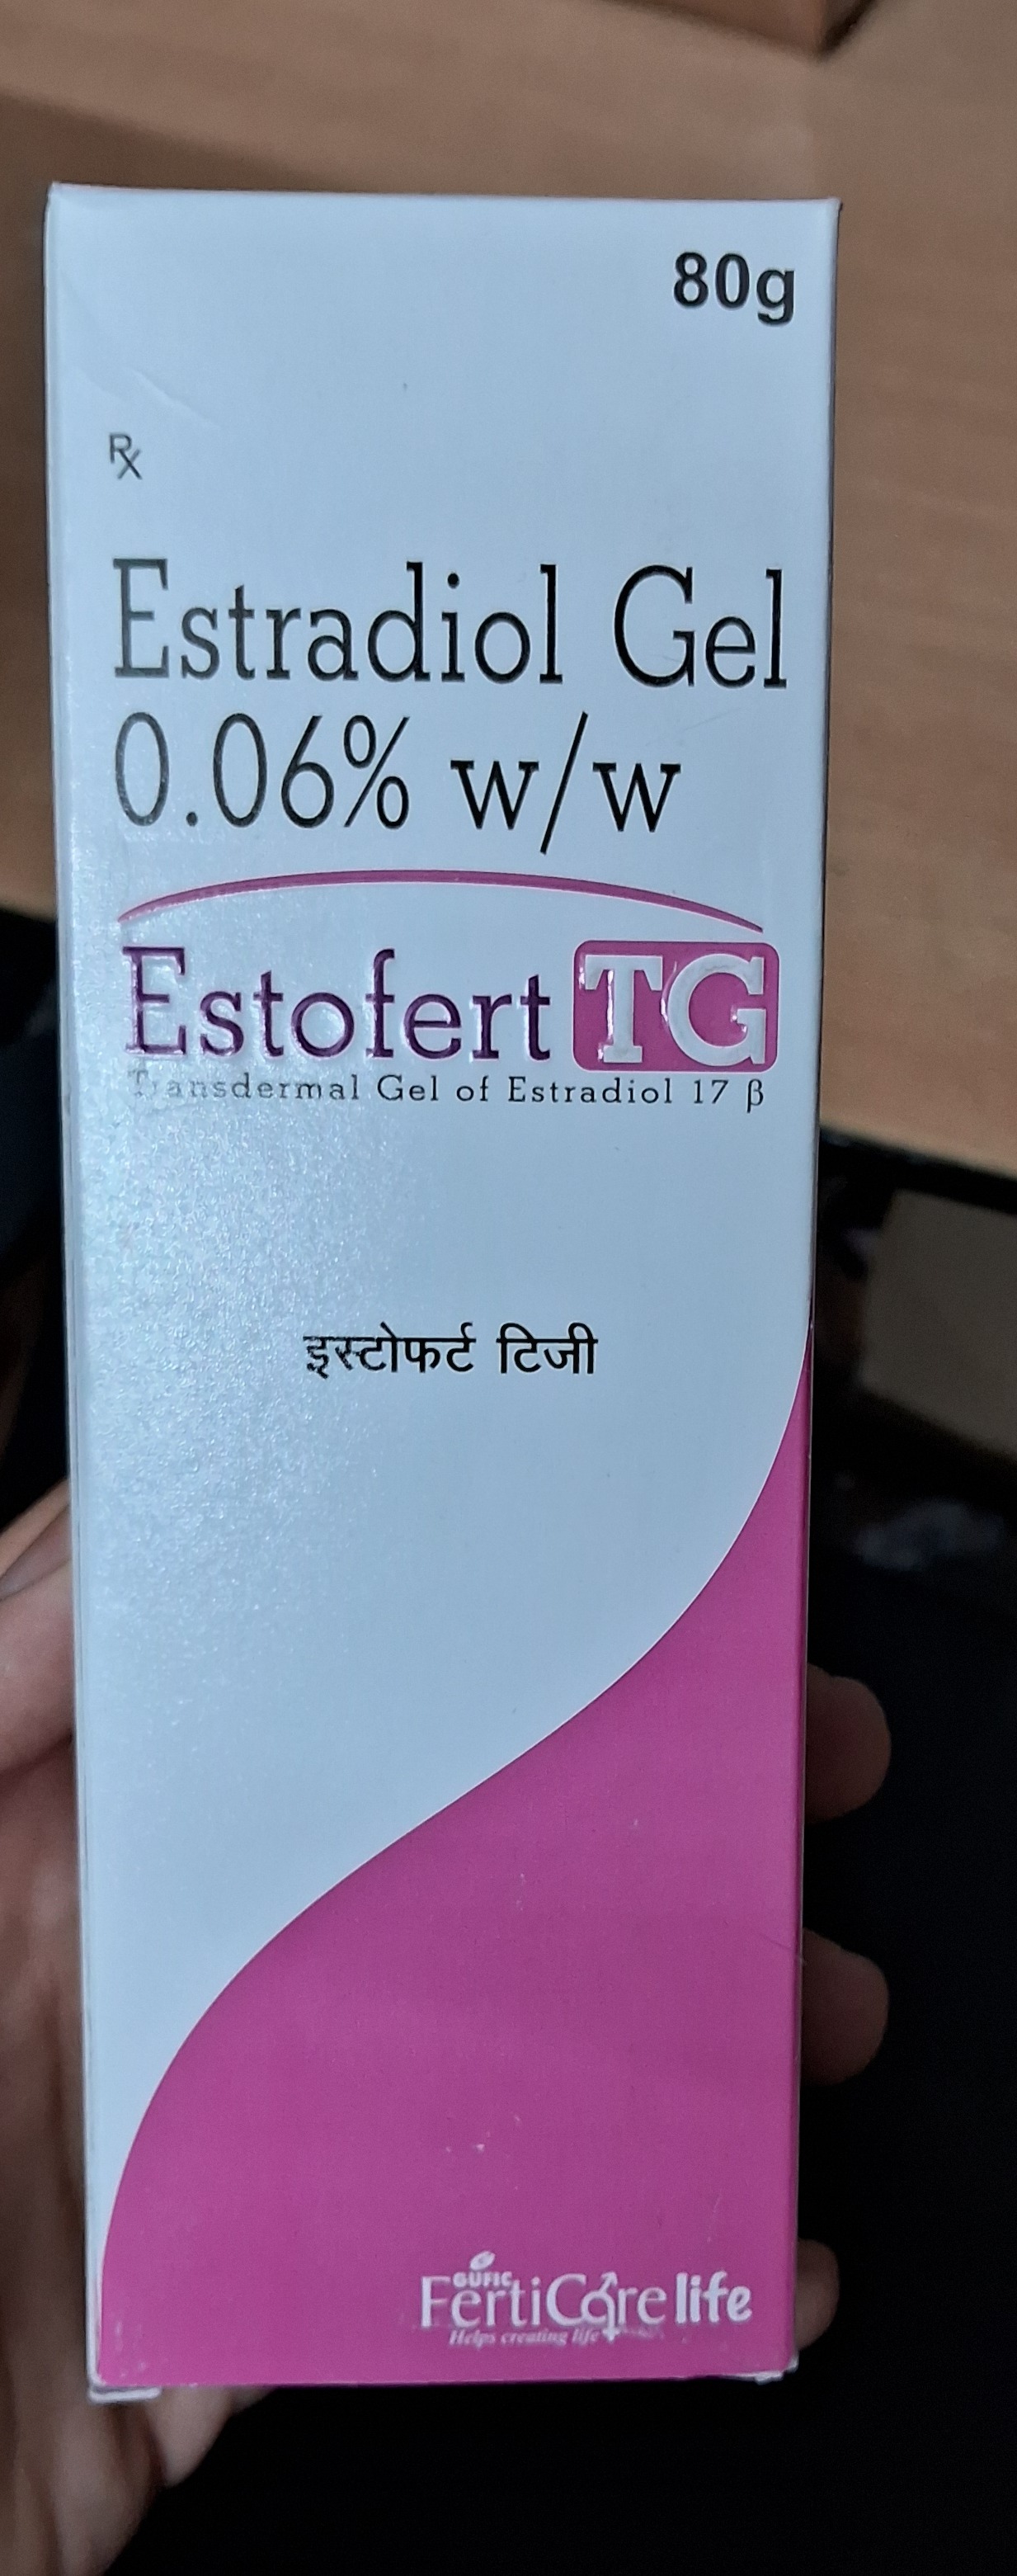 80g
Rx
Estradiol Gel
0.06% w/w
Estofert TG
Transdermal Gel of Estradiol 17 β
इस्टोफर्ट टिजी
GUFIC
FertiCare life
Helps creating life